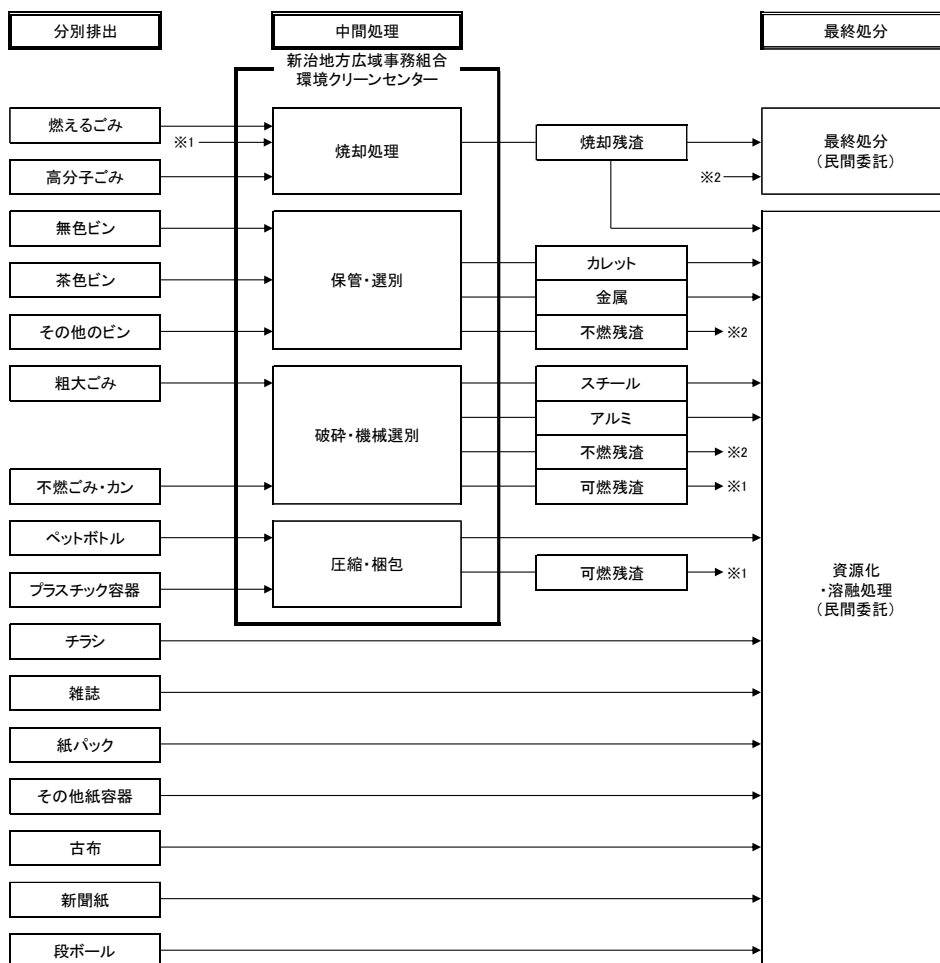 分別排出
中間処理
最終処分
新治地方広域事務組合
環境クリーンセンター
燃えるごみ
※1
高分子ごみ
焼却処理
焼却残渣
※2
最終処分
（民間委託）
無色ビン
茶色ビン
その他のビン
保管・選別
カレット
金属
不燃残渣
※2
粗大ごみ
不燃ごみ・カン
破砕・機械選別
スチール
アルミ
不燃残渣
※2
可燃残渣
※1
ペットボトル
プラスチック容器
圧縮・梱包
可燃残渣
※1
資源化
・溶融処理
（民間委託）
チラシ
雑誌
紙パック
その他紙容器
古布
新聞紙
段ボール